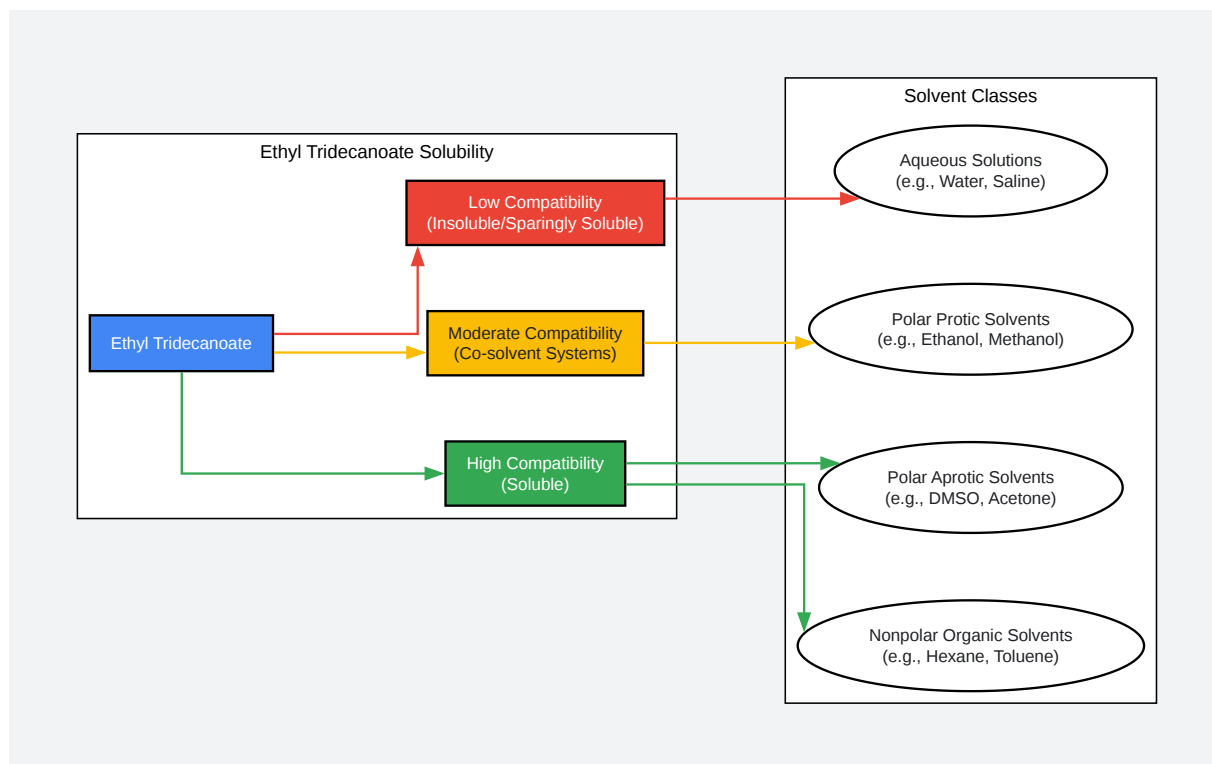 Ethyl Tridecanoate Solubility
Ethyl Tridecanoate
Low Compatibility
(Insoluble/Sparingly Soluble)
Moderate Compatibility
(Co-solvent Systems)
High Compatibility
(Soluble)
Solvent Classes
Aqueous Solutions
(e.g., Water, Saline)
Polar Protic Solvents
(e.g., Ethanol, Methanol)
Polar Aprotic Solvents
(e.g., DMSO, Acetone)
Nonpolar Organic Solvents
(e.g., Hexane, Toluene)